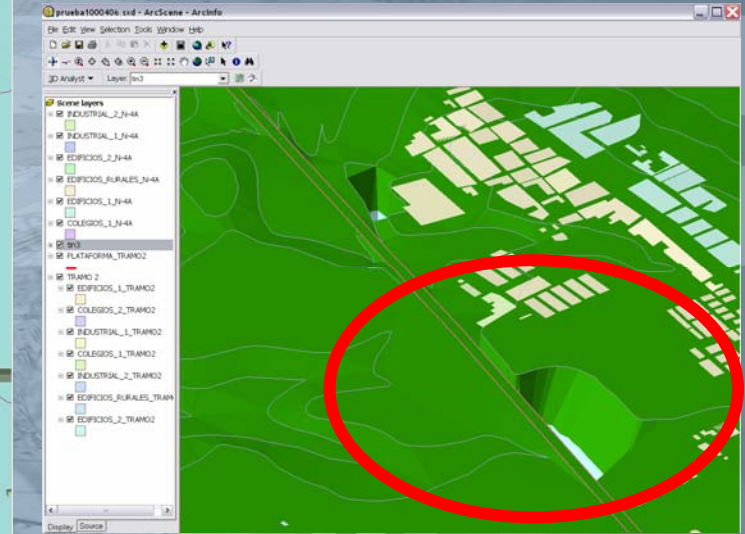 prueba1000406.sxd - ArcScene - ArcInfo
File Edit View Selection Tools Window Help
3D Analyst Layer: tin3
Scene layers
INDUSTRIAL_2_N-4A
INDUSTRIAL_1_N-4A
EDIFICIOS_2_N-4A
EDIFICIOS_RURALES_N-4A
EDIFICIOS_1_N-4A
COLEGIOS_1_N-4A
tin3
PLATAFORMA_TRAMO2
TRAMO 2
EDIFICIOS_1_TRAMO2
COLEGIOS_2_TRAMO2
INDUSTRIAL_1_TRAMO2
COLEGIOS_1_TRAMO2
INDUSTRIAL_2_TRAMO2
EDIFICIOS_RURALES_TRAM
EDIFICIOS_2_TRAMO2
Display Source